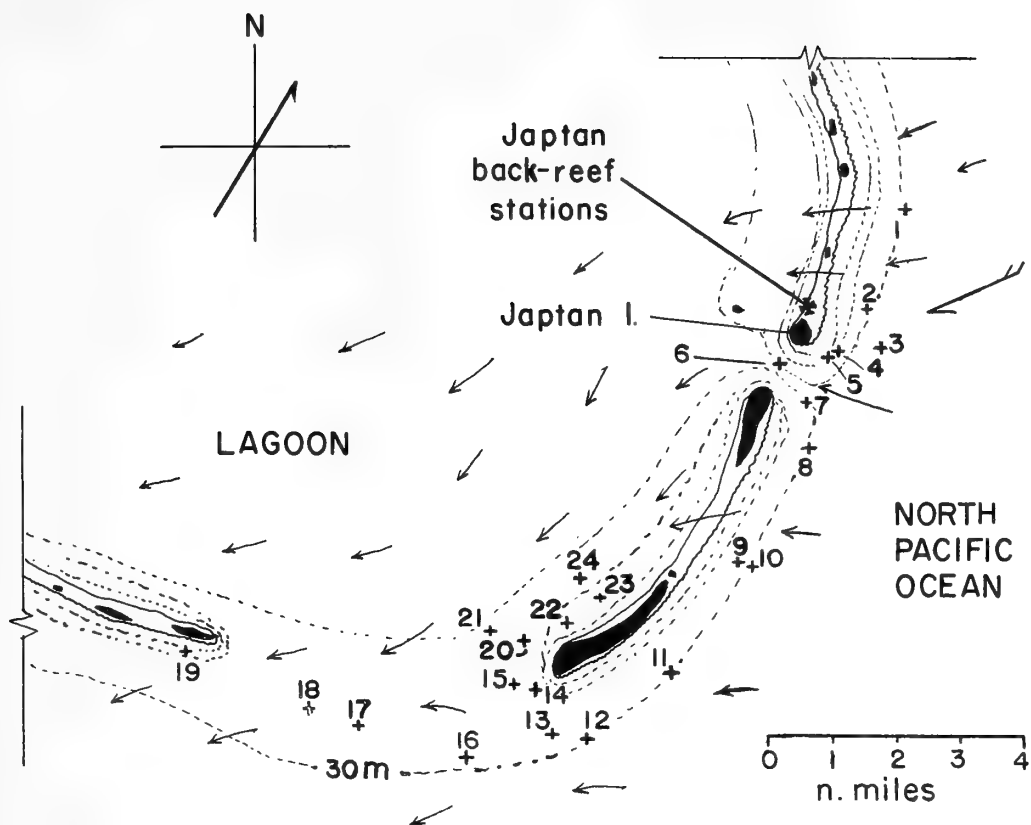 N
Japtan
back-reef
stations
1
2
Japtan I.
3
4
5
6
7
8
LAGOON
NORTH
PACIFIC
OCEAN
9
10
24
23
22
21
20
19
11
15
14
18
17
13
12
16
30m
0 1 2 3 4
n. miles